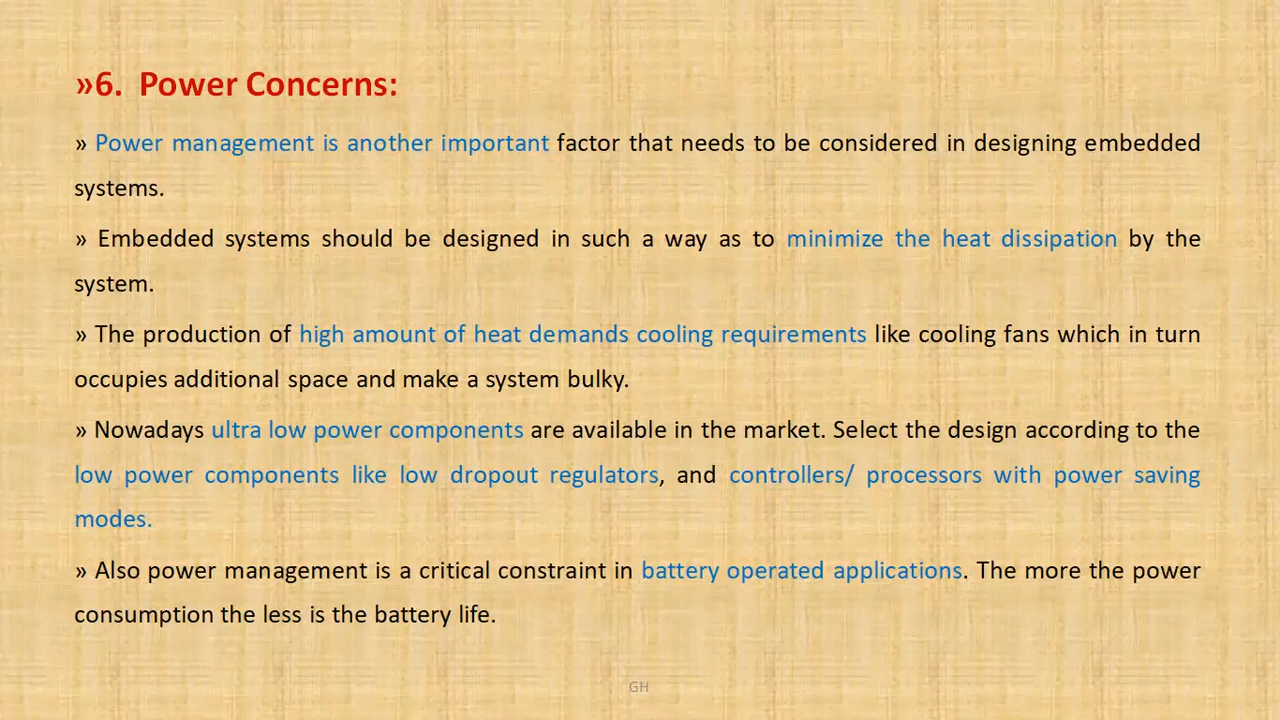 »6. Power Concerns:
» Power management is another important factor that needs to be considered in designing embedded
systems.
» Embedded systems should be designed in such a way as to minimize the heat dissipation by the
system.
» The production of high amount of heat demands cooling requirements like cooling fans which in turn
occupies additional space and make a system bulky.
» Nowadays ultra low power components are available in the market. Select the design according to the
low power components like low dropout regulators, and controllers/ processors with power saving
modes.
» Also power management is a critical constraint in battery operated applications. The more the power
consumption the less is the battery life.
GH